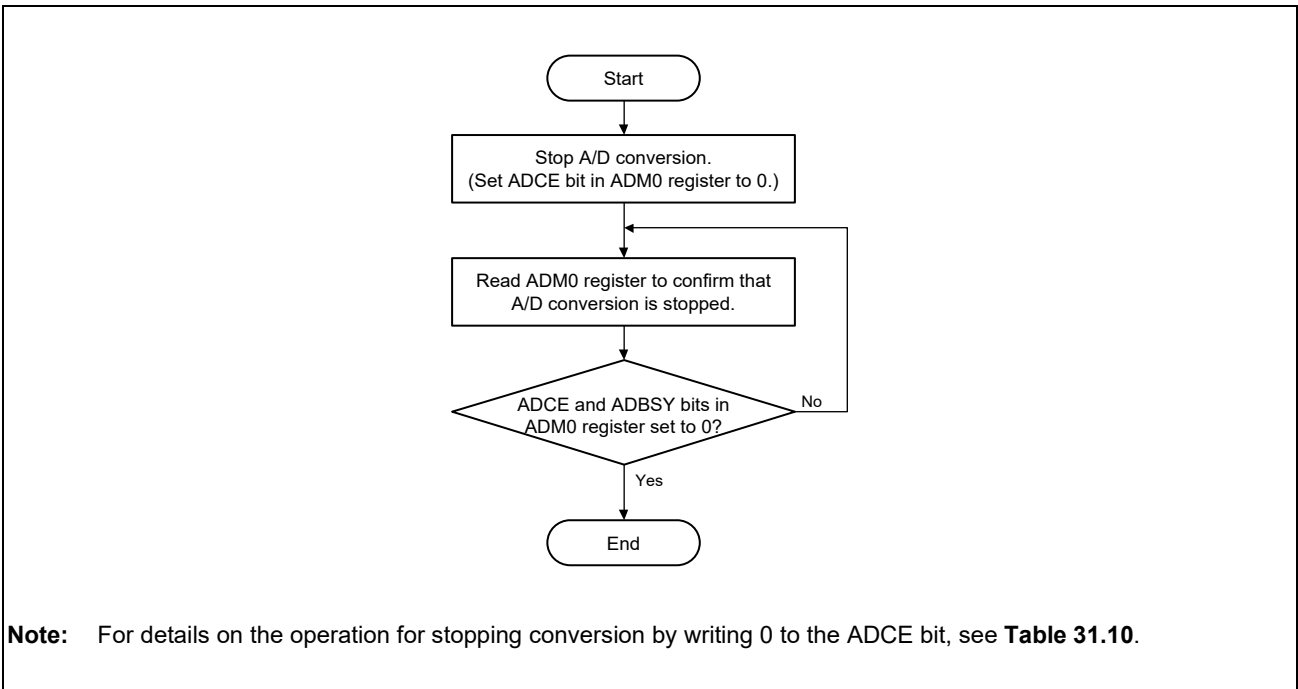 Start
Stop A/D conversion.
(Set ADCE bit in ADM0 register to 0.)
Read ADM0 register to confirm that
A/D conversion is stopped.
ADCE and ADBSY bits in
ADM0 register set to 0?
No
Yes
End
Note: For details on the operation for stopping conversion by writing 0 to the ADCE bit, see Table 31.10.